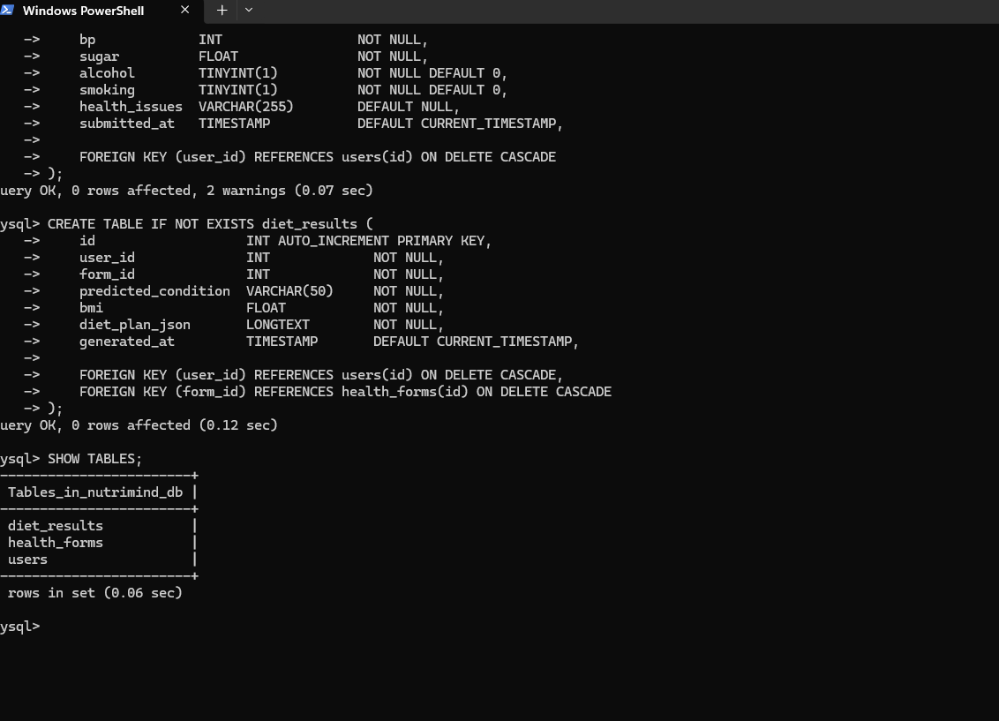 Windows PowerShell
->     bp             INT                 NOT NULL,
->     sugar          FLOAT               NOT NULL,
->     alcohol        TINYINT(1)          NOT NULL DEFAULT 0,
->     smoking        TINYINT(1)          NOT NULL DEFAULT 0,
->     health_issues  VARCHAR(255)        DEFAULT NULL,
->     submitted_at   TIMESTAMP           DEFAULT CURRENT_TIMESTAMP,
->
->     FOREIGN KEY (user_id) REFERENCES users(id) ON DELETE CASCADE
-> );
uery OK, 0 rows affected, 2 warnings (0.07 sec)
ysql> CREATE TABLE IF NOT EXISTS diet_results (
->     id                   INT AUTO_INCREMENT PRIMARY KEY,
->     user_id              INT             NOT NULL,
->     form_id              INT             NOT NULL,
->     predicted_condition  VARCHAR(50)     NOT NULL,
->     bmi                  FLOAT           NOT NULL,
->     diet_plan_json       LONGTEXT        NOT NULL,
->     generated_at         TIMESTAMP       DEFAULT CURRENT_TIMESTAMP,
->
->     FOREIGN KEY (user_id) REFERENCES users(id) ON DELETE CASCADE,
->     FOREIGN KEY (form_id) REFERENCES health_forms(id) ON DELETE CASCADE
-> );
uery OK, 0 rows affected (0.12 sec)
ysql> SHOW TABLES;
------------------------+
Tables_in_nutrimind_db |
------------------------+
diet_results           |
health_forms           |
users                  |
------------------------+
rows in set (0.06 sec)
ysql>